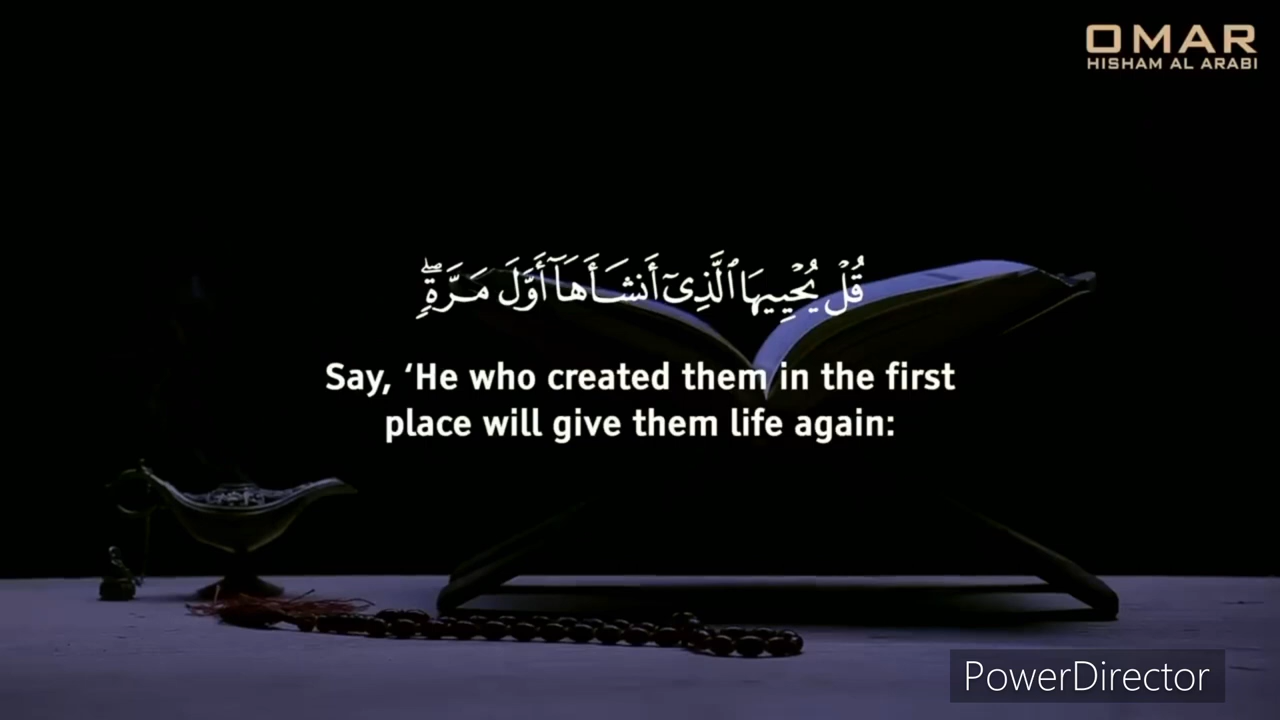 OMAR
HISHAM AL ARABI
قُلۡ يُحۡيِيهَا ٱلَّذِيٓ أَنشَأَهَآ أَوَّلَ مَرَّةٖۖ
Say, ‘He who created them in the first
place will give them life again:
PowerDirector